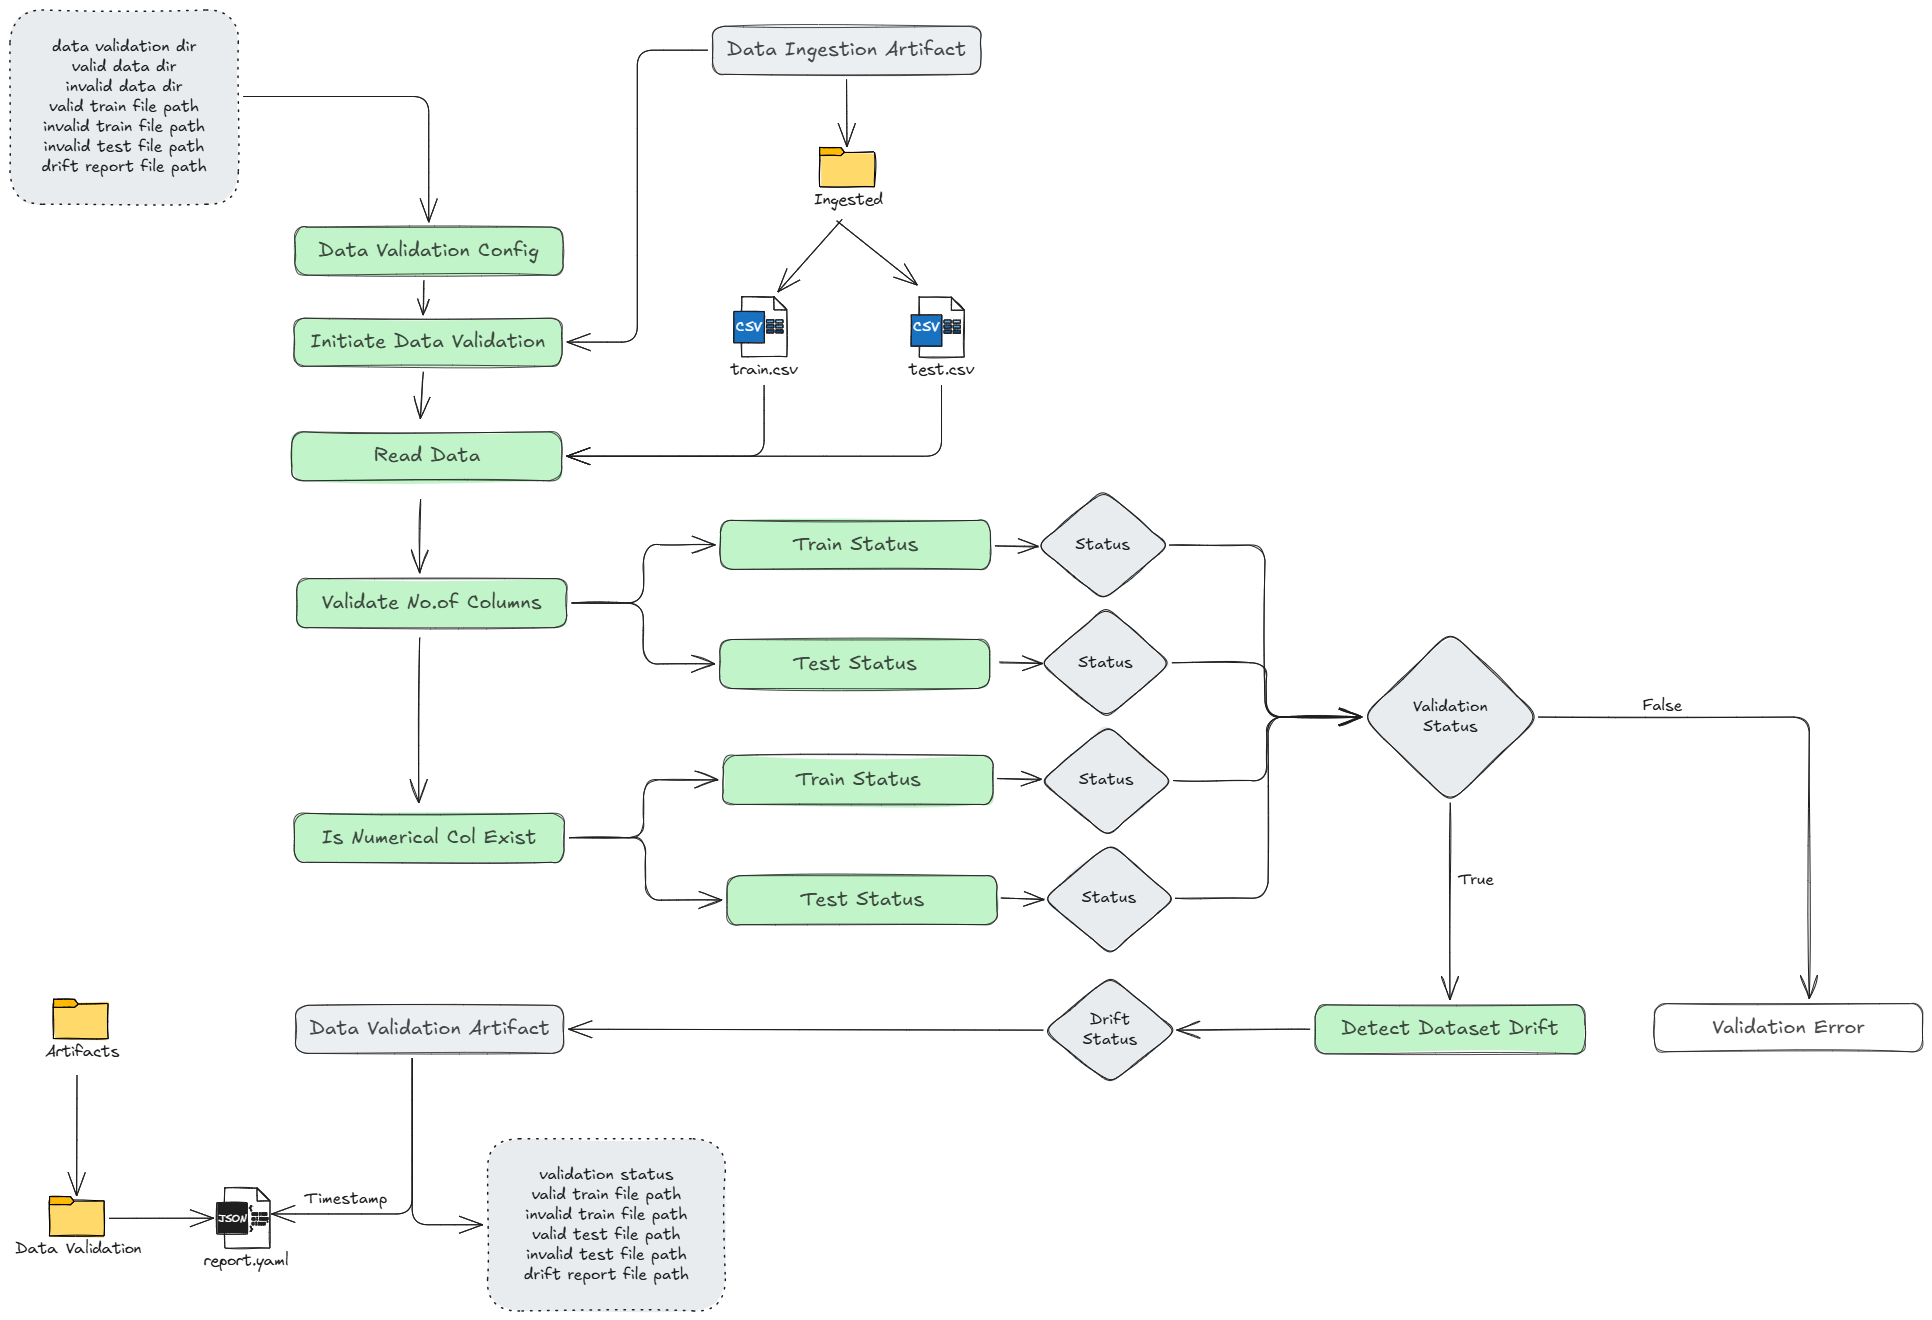 data validation dir
valid data dir
invalid data dir
valid train file path
invalid train file path
invalid test file path
drift report file path
Data Ingestion Artifact
Ingested
Data Validation Config
Initiate Data Validation
CSV
train.csv
CSV
test.csv
Read Data
Validate No.of Columns
Train Status
Status
Test Status
Status
Is Numerical Col Exist
Train Status
Status
Test Status
Status
Validation
Status
False
True
Detect Dataset Drift
Validation Error
Drift
Status
Data Validation Artifact
Artifacts
Data Validation
JSON
report.yaml
Timestamp
validation status
valid train file path
invalid train file path
valid test file path
invalid test file path
drift report file path